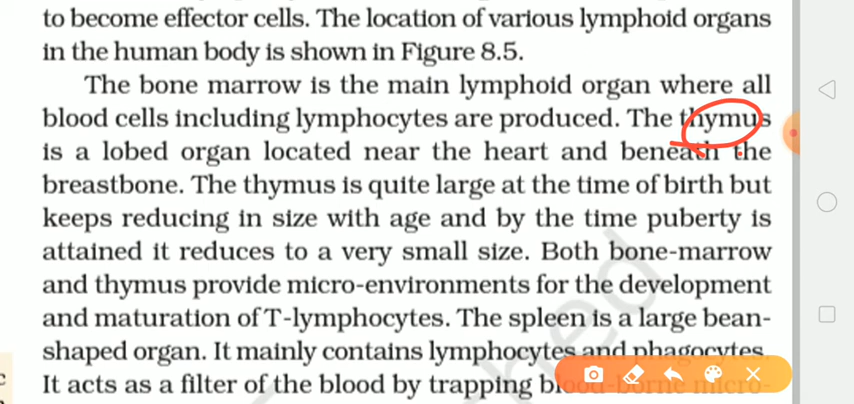 to become effector cells. The location of various lymphoid organs
in the human body is shown in Figure 8.5.
The bone marrow is the main lymphoid organ where all
blood cells including lymphocytes are produced. The thymus
is a lobed organ located near the heart and beneath the
breastbone. The thymus is quite large at the time of birth but
keeps reducing in size with age and by the time puberty is
attained it reduces to a very small size. Both bone-marrow
and thymus provide micro-environments for the development
and maturation of T-lymphocytes. The spleen is a large bean-
shaped organ. It mainly contains lymphocytes and phagocytes.
It acts as a filter of the blood by trapping blood-borne micro-